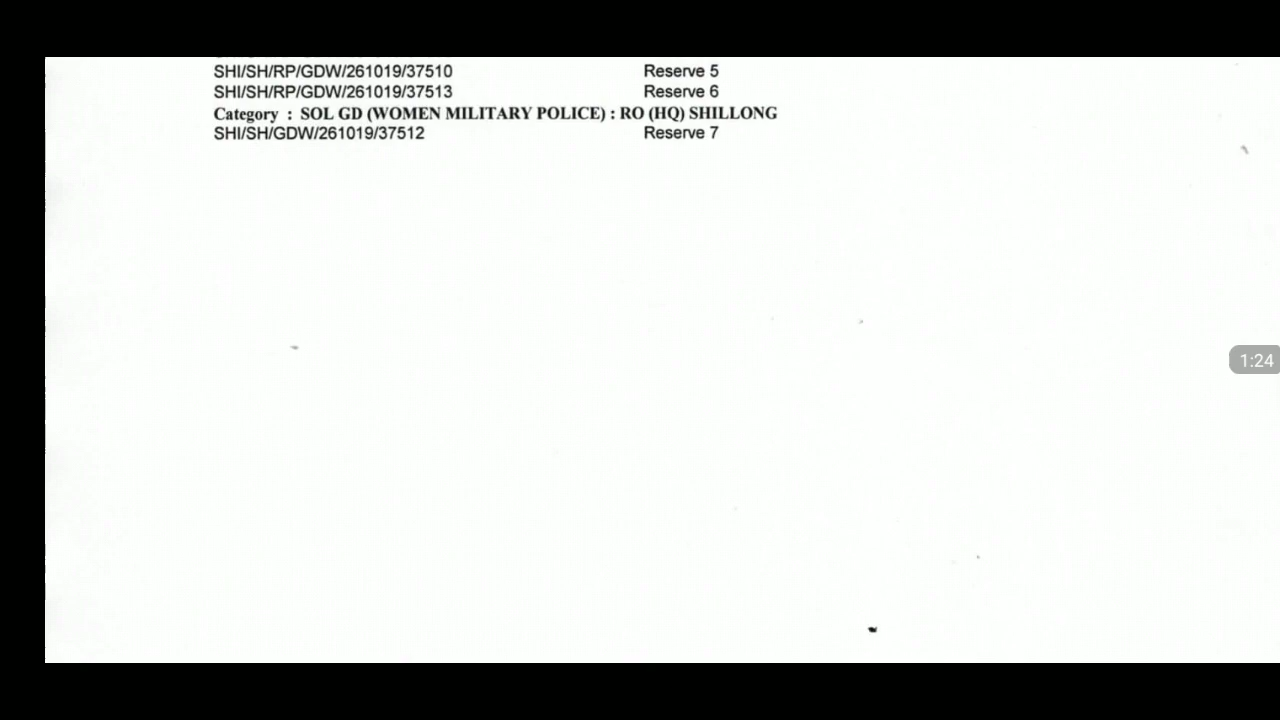 SHI/SH/RP/GDW/261019/37510 Reserve 5
SHI/SH/RP/GDW/261019/37513 Reserve 6
Category : SOL GD (WOMEN MILITARY POLICE) : RO (HQ) SHILLONG
SHI/SH/GDW/261019/37512 Reserve 7
1:24